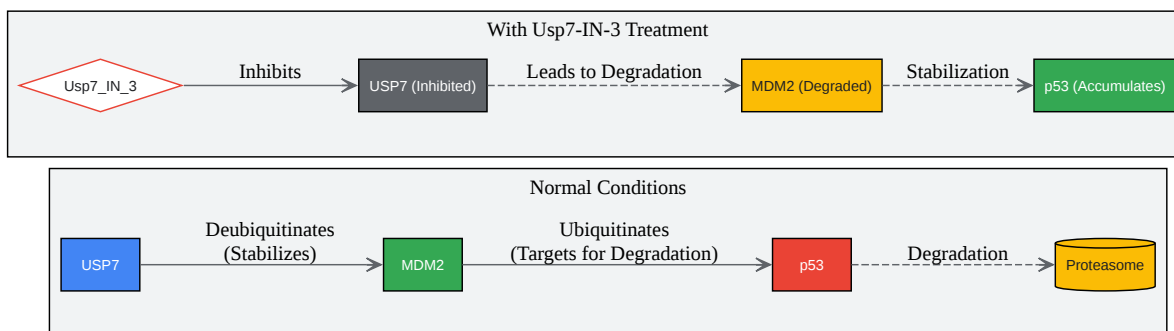 With Usp7-IN-3 Treatment
Usp7_IN_3
Inhibits
USP7 (Inhibited)
Leads to Degradation
MDM2 (Degraded)
Stabilization
p53 (Accumulates)
Normal Conditions
USP7
Deubiquitinates
(Stabilizes)
MDM2
Ubiquitinates
(Targets for Degradation)
p53
Degradation
Proteasome